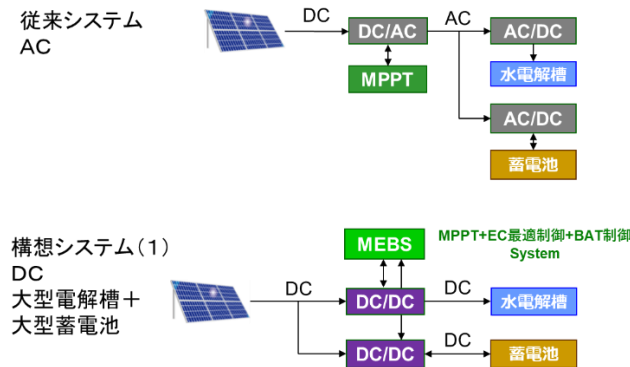 従来システム
AC
DC
DC/AC
AC
AC/DC
MPPT
水電解槽
AC/DC
蓄電池
構想システム(1)
DC
大型電解槽+
大型蓄電池
MEBS
MPPT+EC最適制御+BAT制御
System
DC
DC/DC
DC
水電解槽
DC/DC
DC
蓄電池